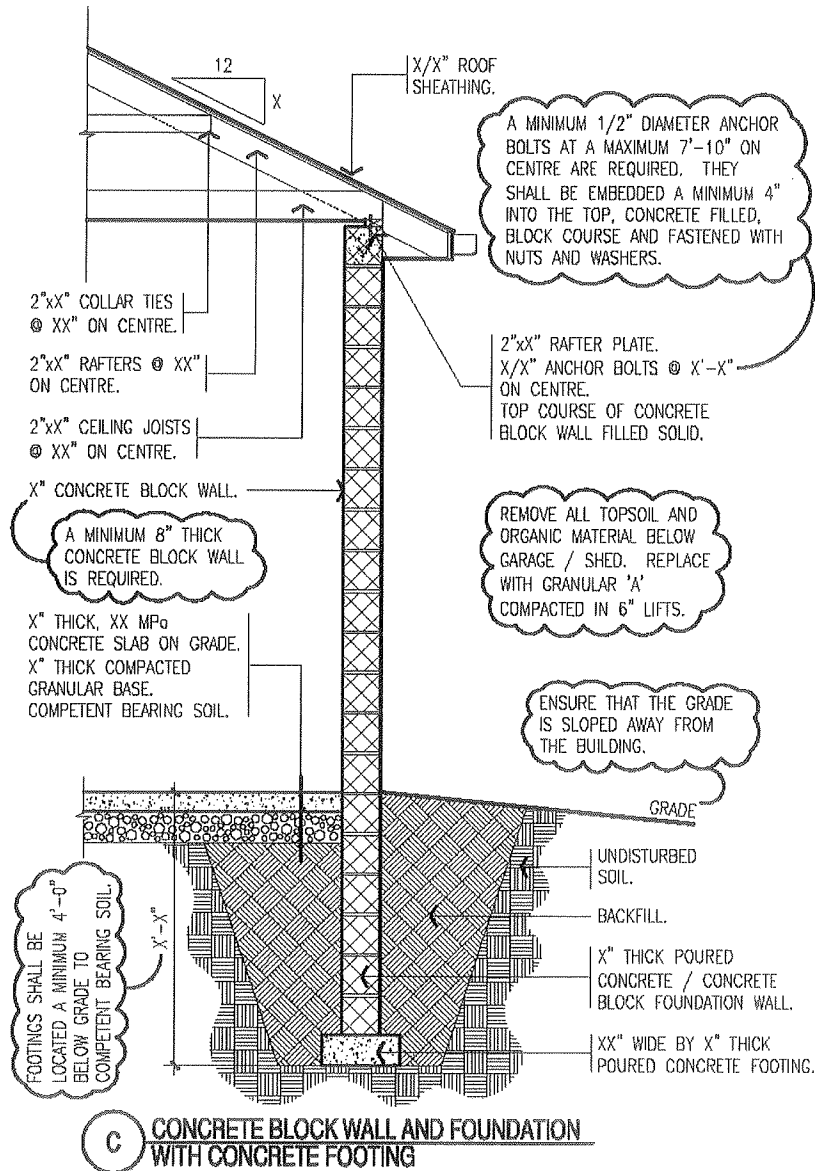 12
X
X/X" ROOF
SHEATHING.
A MINIMUM 1/2" DIAMETER ANCHOR
BOLTS AT A MAXIMUM 7'-10" ON
CENTRE ARE REQUIRED. THEY
SHALL BE EMBEDDED A MINIMUM 4"
INTO THE TOP, CONCRETE FILLED,
BLOCK COURSE AND FASTENED WITH
NUTS AND WASHERS.
2"xX" COLLAR TIES
@ XX" ON CENTRE.
2"xX" RAFTERS @ XX"
ON CENTRE.
2"xX" CEILING JOISTS
@ XX" ON CENTRE.
2"xX" RAFTER PLATE.
X/X" ANCHOR BOLTS @ X'-X"
ON CENTRE.
TOP COURSE OF CONCRETE
BLOCK WALL FILLED SOLID.
X" CONCRETE BLOCK WALL.
A MINIMUM 8" THICK
CONCRETE BLOCK WALL
IS REQUIRED.
REMOVE ALL TOPSOIL AND
ORGANIC MATERIAL BELOW
GARAGE / SHED. REPLACE
WITH GRANULAR 'A'
COMPACTED IN 6" LIFTS.
X" THICK, XX MPa
CONCRETE SLAB ON GRADE.
X" THICK COMPACTED
GRANULAR BASE.
COMPETENT BEARING SOIL.
ENSURE THAT THE GRADE
IS SLOPED AWAY FROM
THE BUILDING.
GRADE
FOOTINGS SHALL BE
LOCATED A MINIMUM 4'-0"
BELOW GRADE TO
COMPETENT BEARING SOIL.
X'-X"
UNDISTURBED
SOIL.
BACKFILL.
X" THICK POURED
CONCRETE / CONCRETE
BLOCK FOUNDATION WALL.
XX" WIDE BY X" THICK
POURED CONCRETE FOOTING.
C
CONCRETE BLOCK WALL AND FOUNDATION
WITH CONCRETE FOOTING